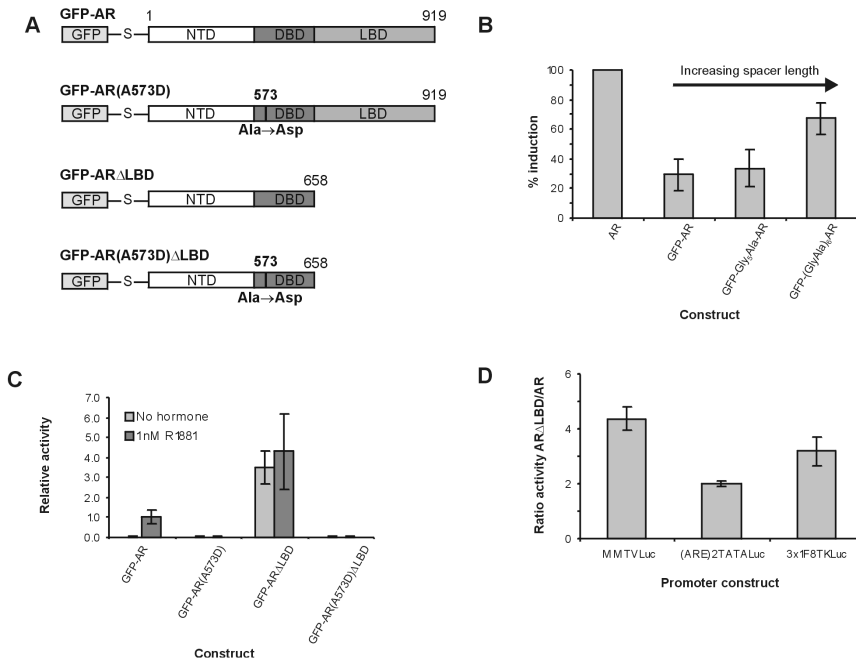 A
GFP-AR
1
919
GFP
S
NTD
DBD
LBD
GFP-AR(A573D)
573
919
GFP
S
NTD
DBD
LBD
Ala→Asp
GFP-ARΔLBD
658
GFP
S
NTD
DBD
GFP-AR(A573D)ΔLBD
573
658
GFP
S
NTD
DBD
Ala→Asp
B
% induction
100
80
60
40
20
0
Increasing spacer length
AR
GFP-AR
GFP-Gly5Ala-AR
GFP-(GlyAla)6AR
Construct
C
Relative activity
7.0
6.0
5.0
4.0
3.0
2.0
1.0
0.0
No hormone
1nM R1881
GFP-AR
GFP-AR(A573D)
GFP-ARΔLBD
GFP-AR(A573D)ΔLBD
Construct
D
Ratio activity ARΔLBD/AR
6
4
2
0
MMTVLuc
(ARE)2TATALuc
3x1F8TKLuc
Promoter construct